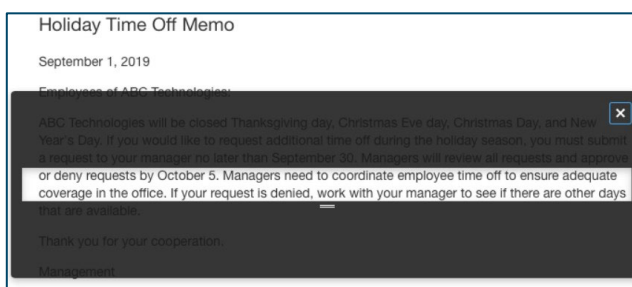 Holiday Time Off Memo
September 1, 2019
Employees of ABC Technologies:
ABC Technologies will be closed Thanksgiving day, Christmas Eve day, Christmas Day, and New
Year's Day. If you would like to request additional time off during the holiday season, you must submit
a request to your manager no later than September 30. Managers will review all requests and approve
or deny requests by October 5. Managers need to coordinate employee time off to ensure adequate
coverage in the office. If your request is denied, work with your manager to see if there are other days
that are available.
Thank you for your cooperation.
Management